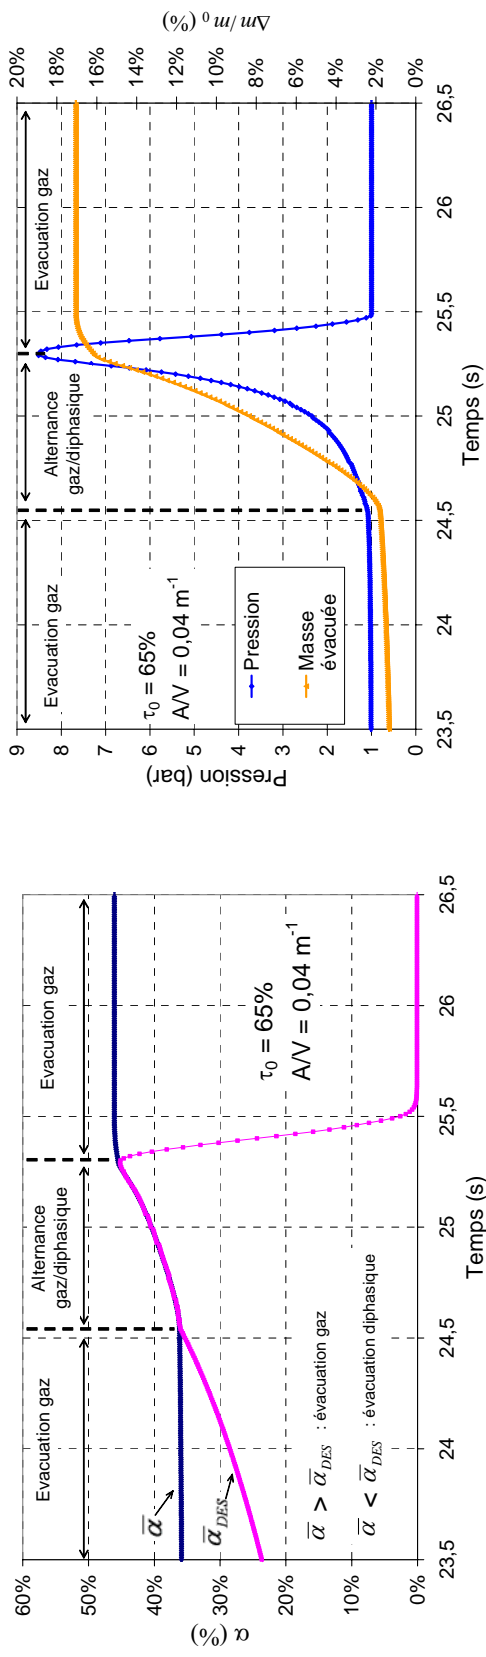 α (%)
60%
50%
40%
30%
20%
10%
0%
Evacuation gaz
Alternance
gaz/diphasique
Evacuation gaz
α̅
α̅DES
τ0 = 65%
A/V = 0,04 m-1
α̅ > α̅DES : évacuation gaz
α̅ < α̅DES : évacuation diphasique
23,5
24
24,5
25
25,5
26
26,5
Temps (s)
Pression (bar)
9
8
7
6
5
4
3
2
1
0
Evacuation gaz
Alternance
gaz/diphasique
Evacuation gaz
τ0 = 65%
A/V = 0,04 m-1
Pression
Masse
évacuée
23,5
24
24,5
25
25,5
26
26,5
Temps (s)
20%
18%
16%
14%
12%
10%
8%
6%
4%
2%
0%
Δm/m0 (%)